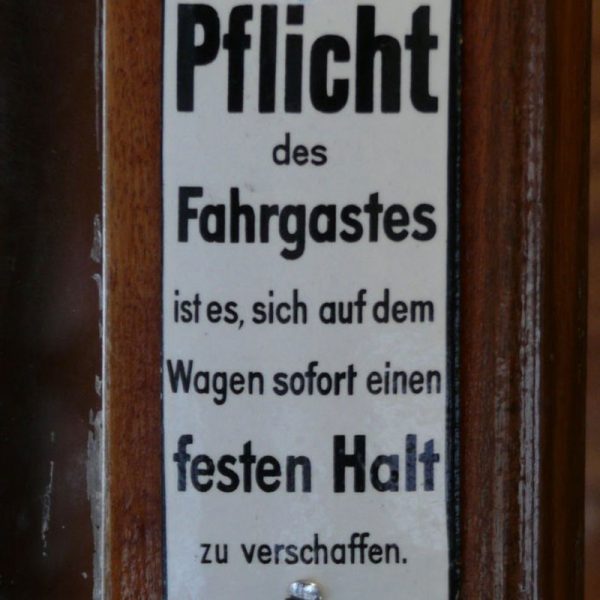 Pflicht
des
Fahrgastes
ist es, sich auf dem
Wagen sofort einen
festen Halt
zu verschaffen.